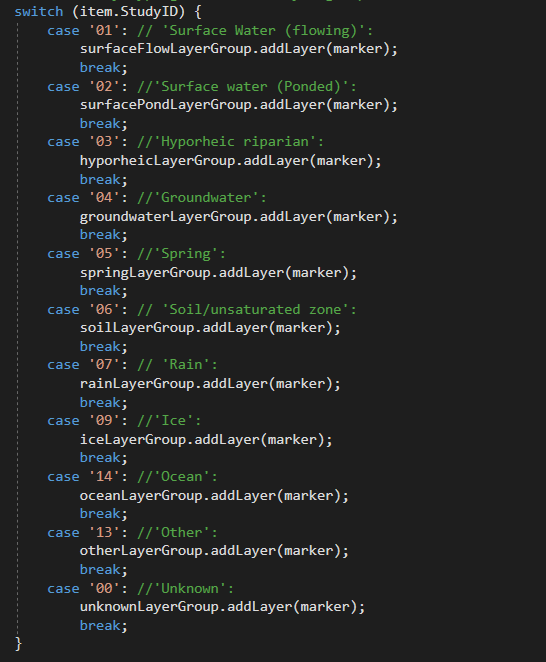 switch (item.StudyID) {
    case '01': // 'Surface Water (flowing)':
        surfaceFlowLayerGroup.addLayer(marker);
        break;
    case '02': //'Surface water (Ponded)':
        surfacePondLayerGroup.addLayer(marker);
        break;
    case '03': //'Hyporheic riparian':
        hyporheicLayerGroup.addLayer(marker);
        break;
    case '04': //'Groundwater':
        groundwaterLayerGroup.addLayer(marker);
        break;
    case '05': //'Spring':
        springLayerGroup.addLayer(marker);
        break;
    case '06': // 'Soil/unsaturated zone':
        soilLayerGroup.addLayer(marker);
        break;
    case '07': // 'Rain':
        rainLayerGroup.addLayer(marker);
        break;
    case '09': //'Ice':
        iceLayerGroup.addLayer(marker);
        break;
    case '14': //'Ocean':
        oceanLayerGroup.addLayer(marker);
        break;
    case '13': //'Other':
        otherLayerGroup.addLayer(marker);
        break;
    case '00': //'Unknown':
        unknownLayerGroup.addLayer(marker);
        break;
}